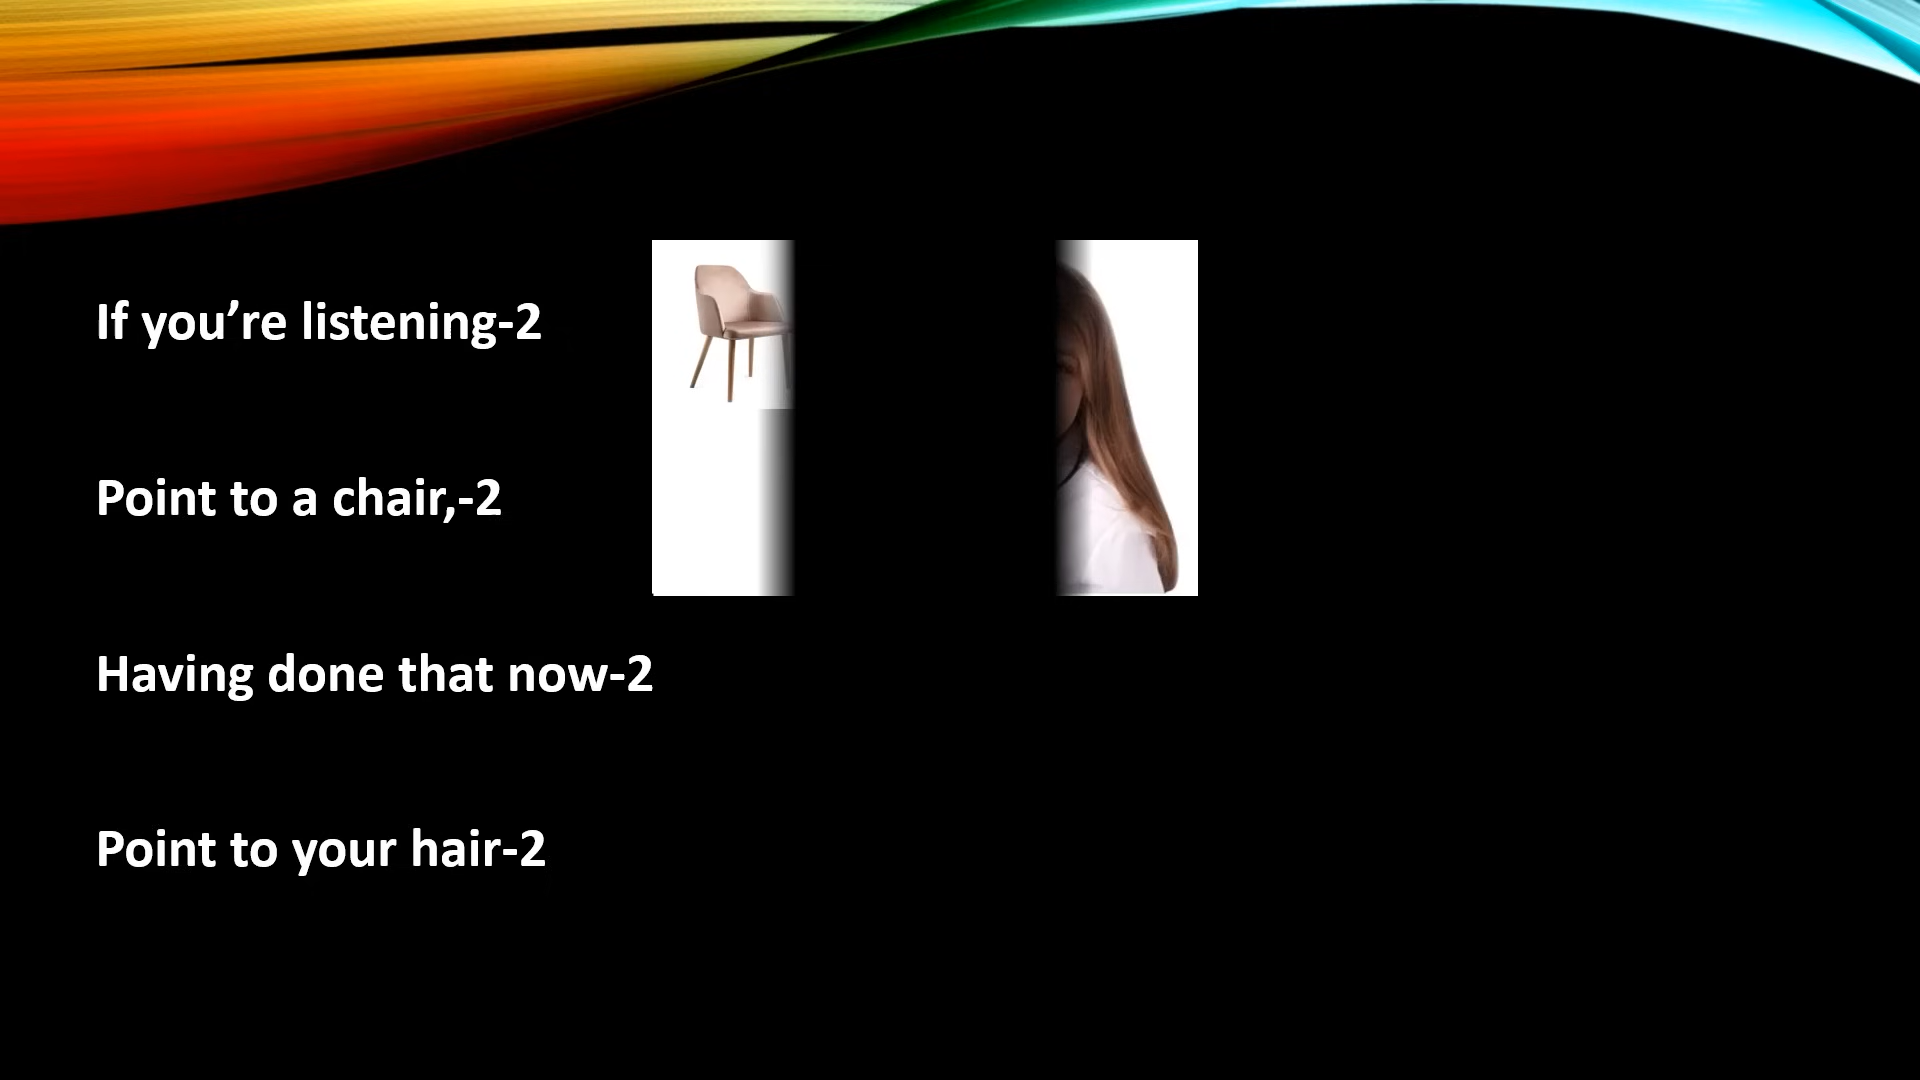 If you’re listening-2
Point to a chair,-2
Having done that now-2
Point to your hair-2